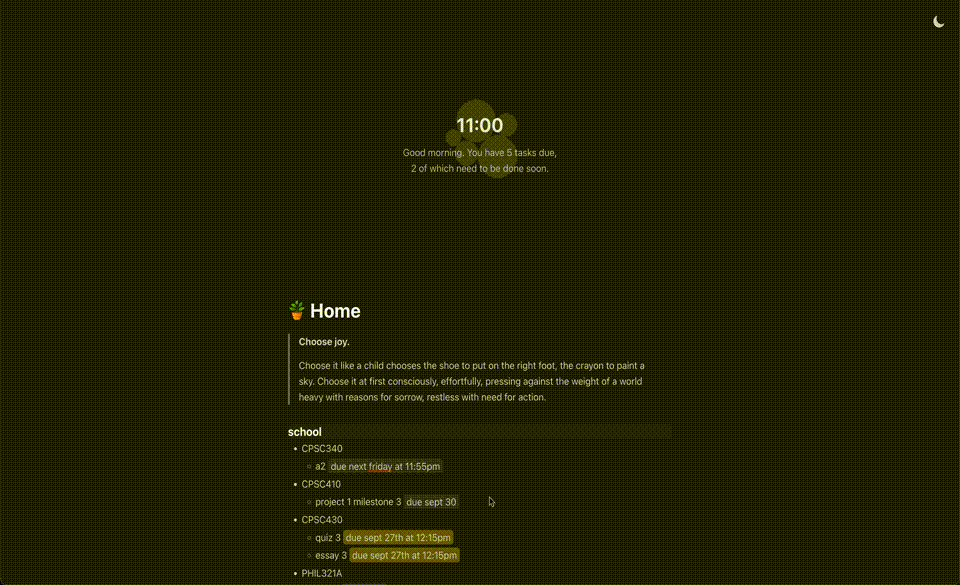 11:00
Good morning. You have 5 tasks due,
2 of which need to be done soon.
Home
Choose joy.
Choose it like a child chooses the shoe to put on the right foot, the crayon to paint a
sky. Choose it at first consciously, effortfully, pressing against the weight of a world
heavy with reasons for sorrow, restless with need for action.
school
CPSC340
a2 due next friday at 11:55pm
CPSC410
project 1 milestone 3 due sept 30
CPSC430
quiz 3 due sept 27th at 12:15pm
essay 3 due sept 27th at 12:15pm
PHIL321A